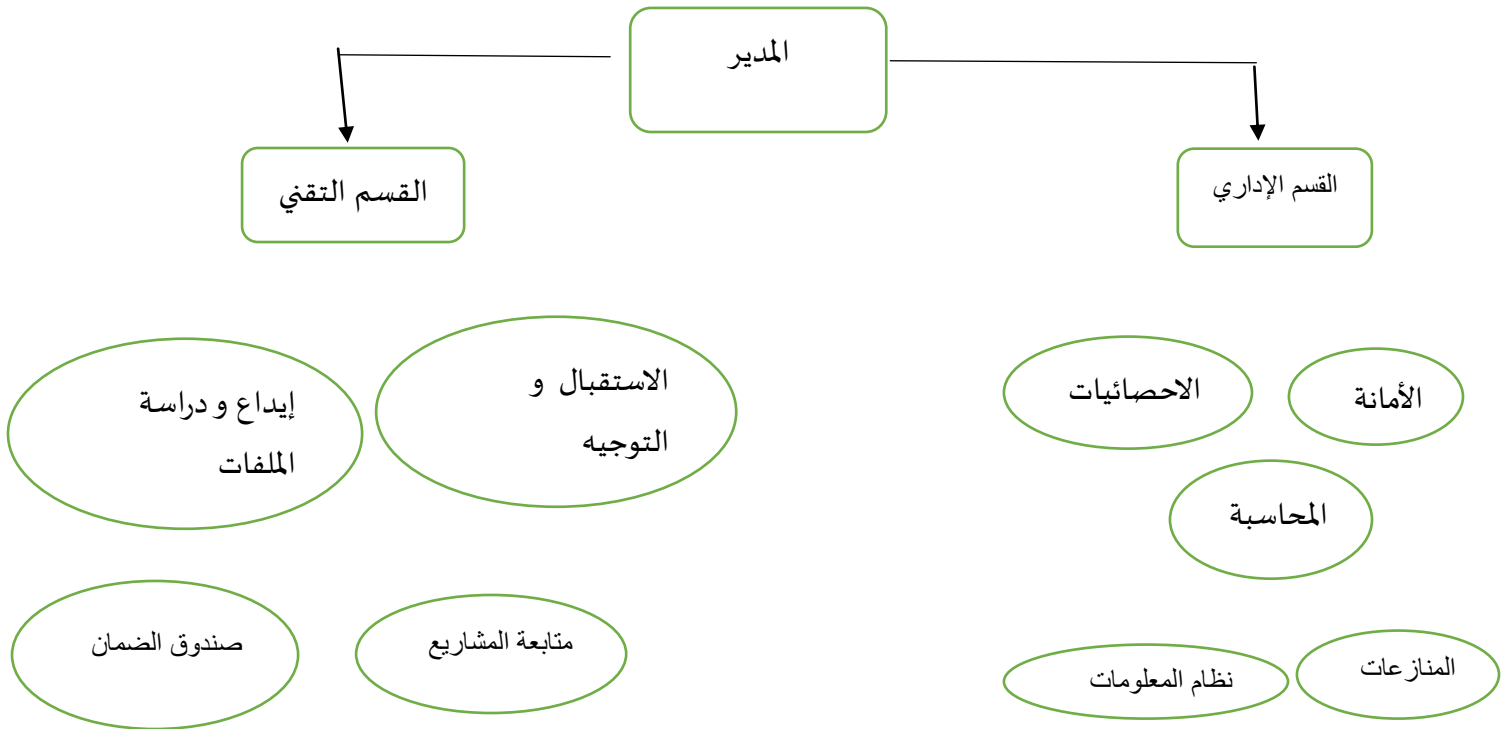 المدير
القسم الإداري
القسم التقني
الأمانة
الاحصائيات
المحاسبة
المنازعات
نظام المعلومات
الاستقبال و
التوجيه
إيداع و دراسة
الملفات
متابعة المشاريع
صندوق الضمان